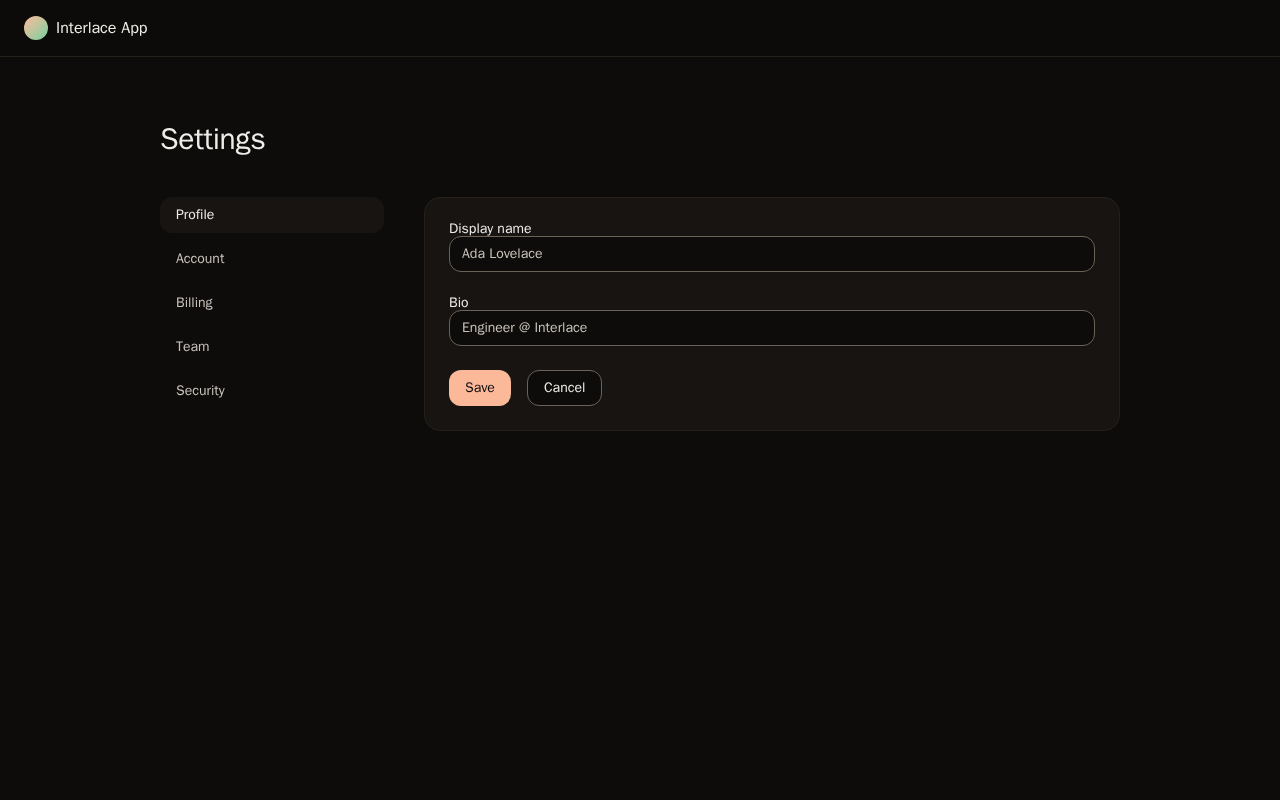 Interlace App
Settings
Profile
Account
Billing
Team
Security
Display name
Ada Lovelace
Bio
Engineer @ Interlace
Save
Cancel